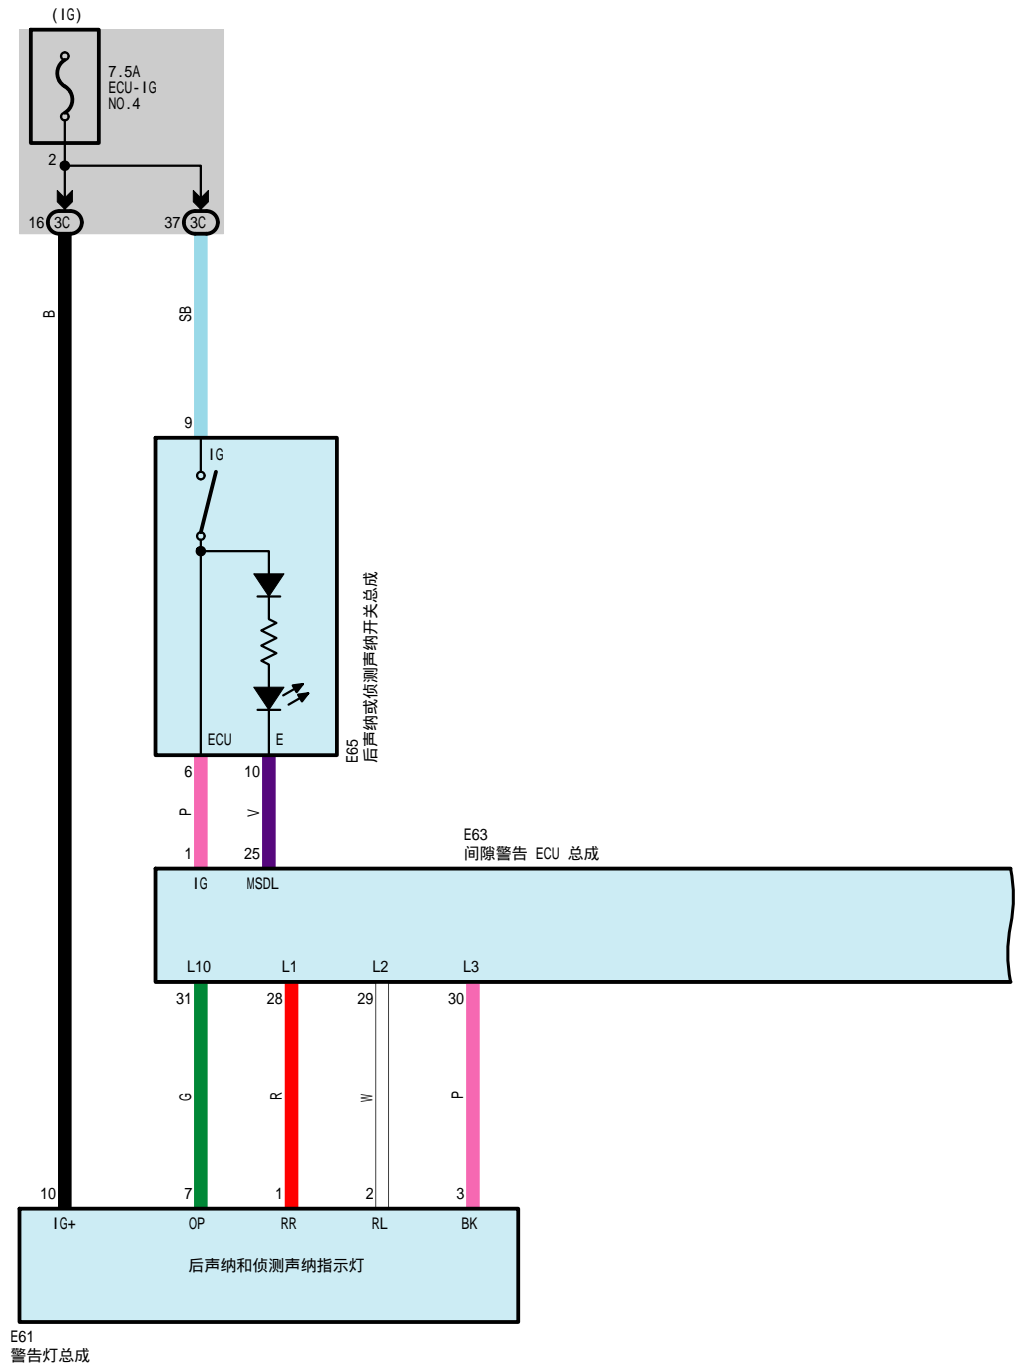 (IG)
7.5A
ECU-IG
NO.4
2
16 3C
37 3C
B
SB
9
IG
ECU
E
E65
后声纳或侦测声纳开关总成
6
10
P
V
1
25
E63
间隙警告 ECU 总成
IG
MSDL
L10
L1
L2
L3
31
28
29
30
G
R
W
P
10
7
1
2
3
IG+
OP
RR
RL
BK
后声纳和侦测声纳指示灯
E61
警告灯总成